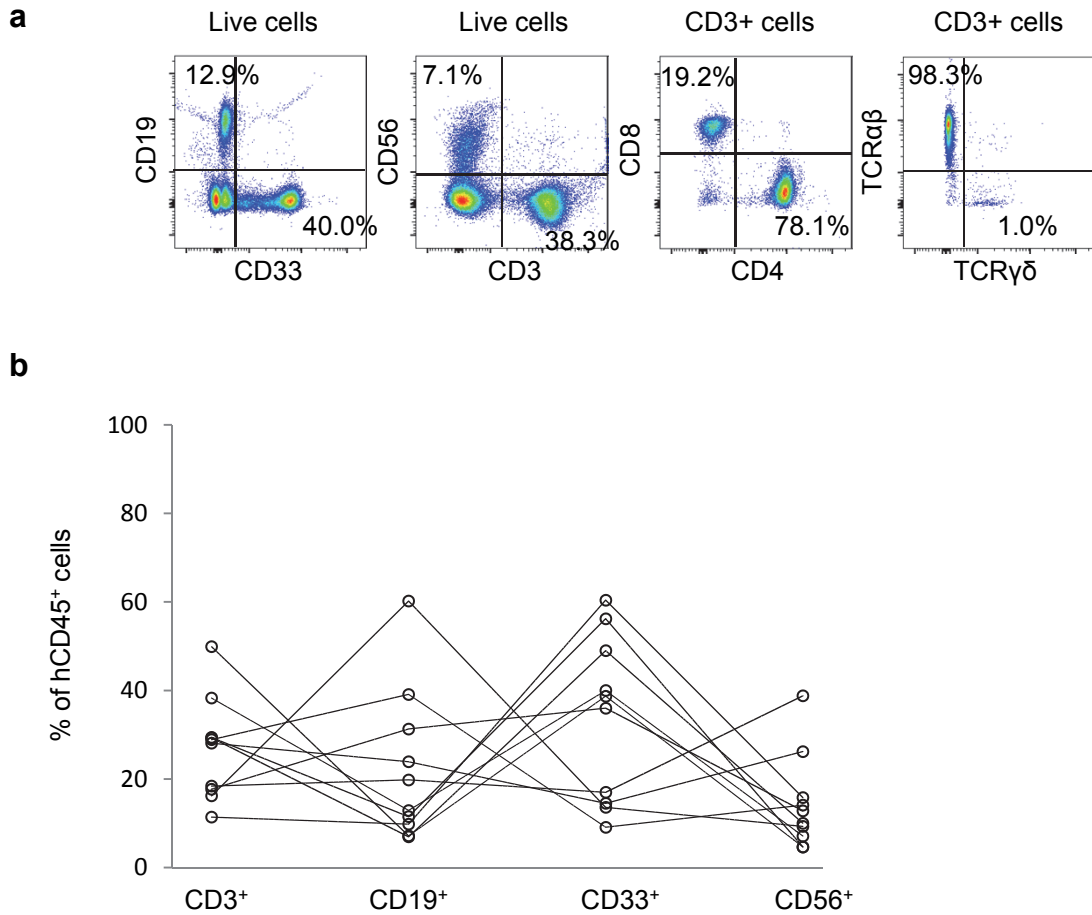 a
Live cells
Live cells
CD3+ cells
CD3+ cells
12.9%
40.0%
CD19
CD33
7.1%
38.3%
CD56
CD3
19.2%
78.1%
CD8
CD4
98.3%
1.0%
TCRαβ
TCRγδ
b
% of hCD45⁺ cells
100
80
60
40
20
0
CD3⁺
CD19⁺
CD33⁺
CD56⁺